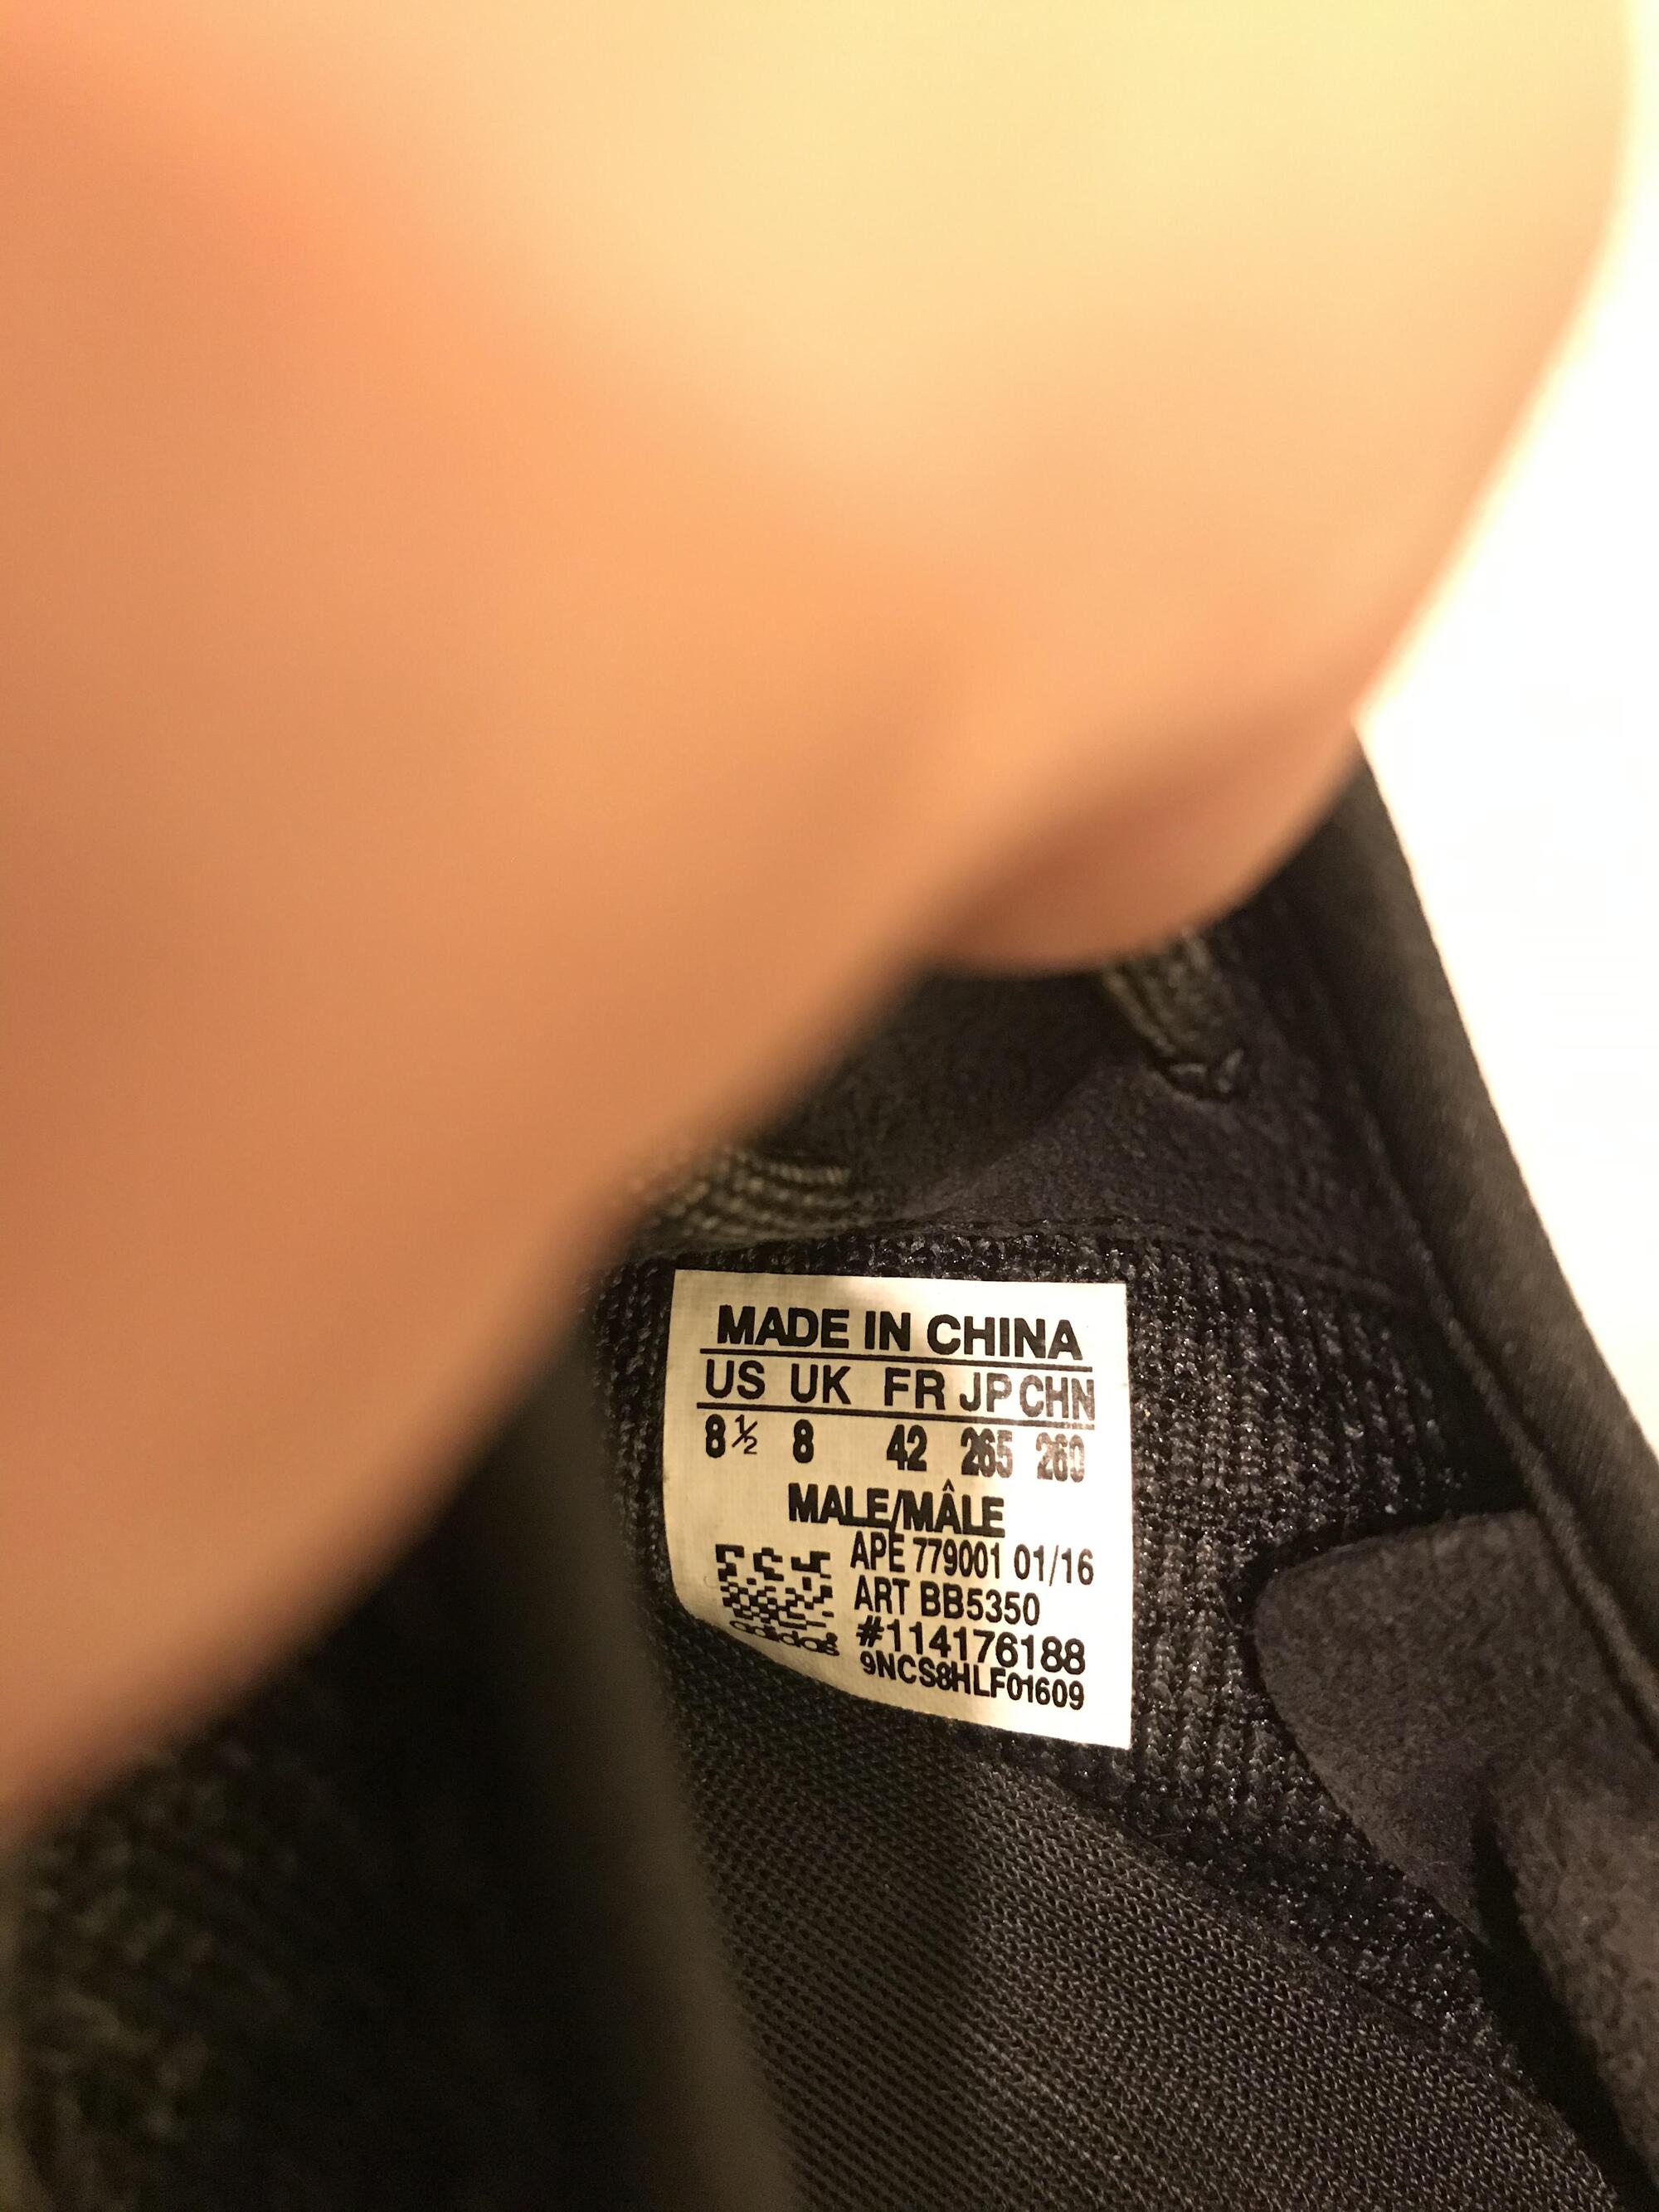 MADE IN CHINA
US UK FR JP CHN
8½ 8 42 265 260
MALE/MÂLE
APE 779001 01/16
ART BB5350
#114176188
adidas
9NCS8HLF01609